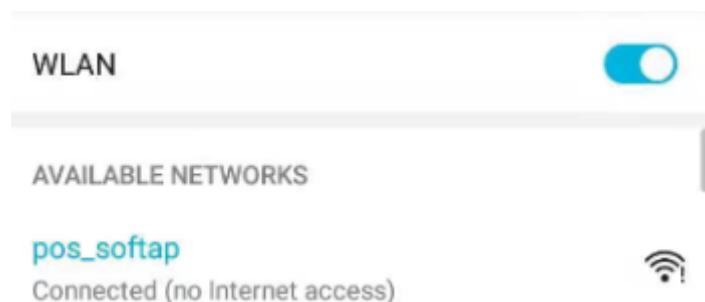 WLAN
AVAILABLE NETWORKS
pos_softap
Connected (no Internet access)